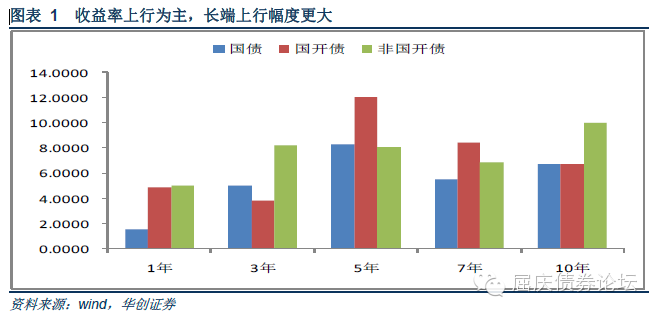 图表 1 收益率上行为主，长端上行幅度更大
国债 国开债 非国开债
14.0000
12.0000
10.0000
8.0000
6.0000
4.0000
2.0000
0.0000
1年 3年 5年 7年 10年
屈庆债券论坛
资料来源：wind，华创证券